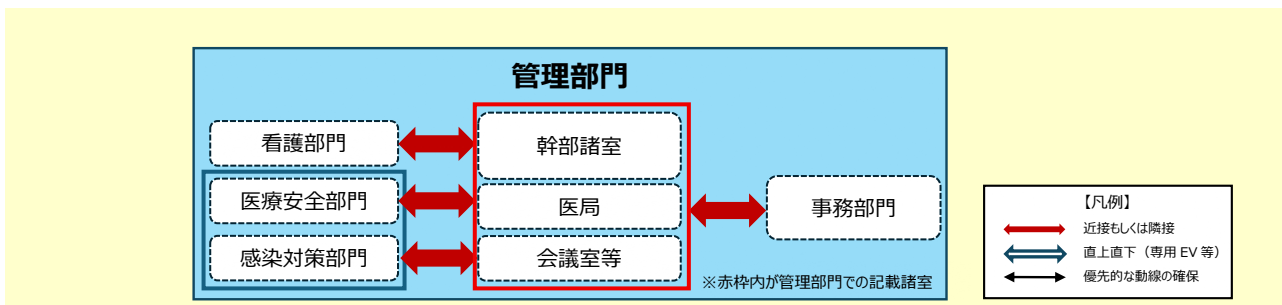 管理部門
看護部門
幹部諸室
医療安全部門
医局
事務部門
感染対策部門
会議室等
※赤枠内が管理部門での記載諸室
【凡例】
近接もしくは隣接
直上直下（専用 EV 等）
優先的な動線の確保